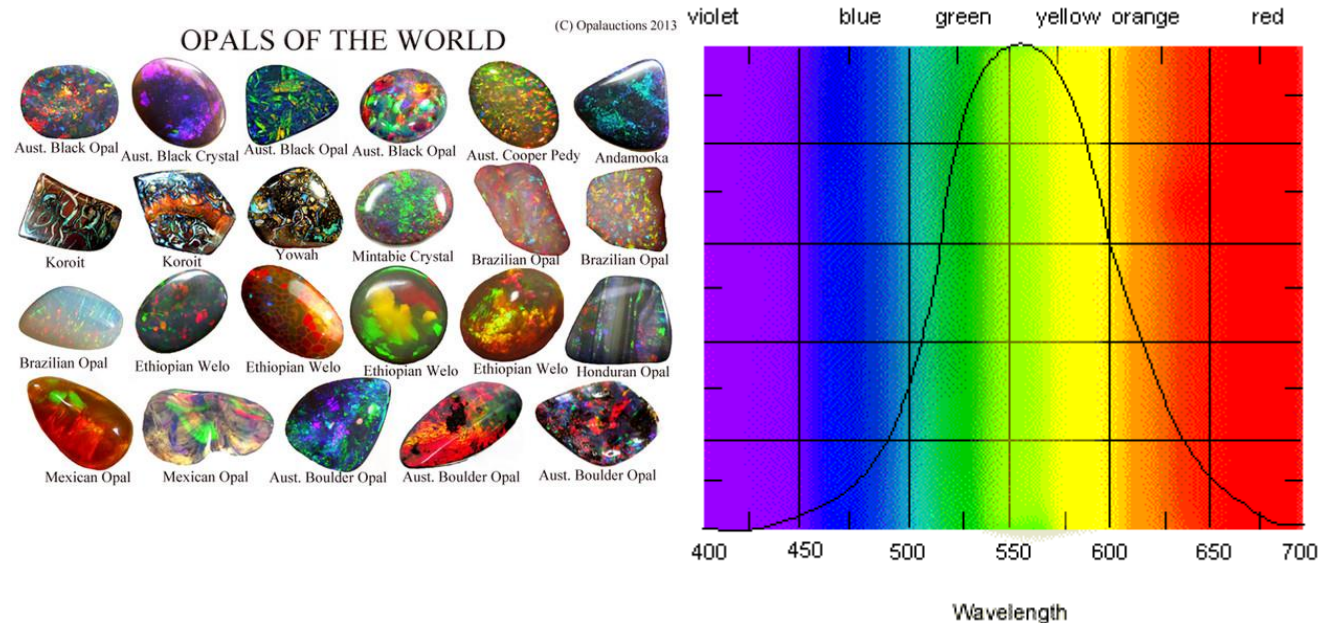 (C) Opalauctions 2013
OPALS OF THE WORLD
Aust. Black Opal Aust. Black Crystal Aust. Black Opal Aust. Black Opal Aust. Cooper Pedy Andamooka
Koroit Koroit Yowah Mintabie Crystal Brazilian Opal Brazilian Opal
Brazilian Opal Ethiopian Welo Ethiopian Welo Ethiopian Welo Ethiopian Welo Honduran Opal
Mexican Opal Mexican Opal Aust. Boulder Opal Aust. Boulder Opal Aust. Boulder Opal
violet blue green yellow orange red
400 450 500 550 600 650 700
Wavelength